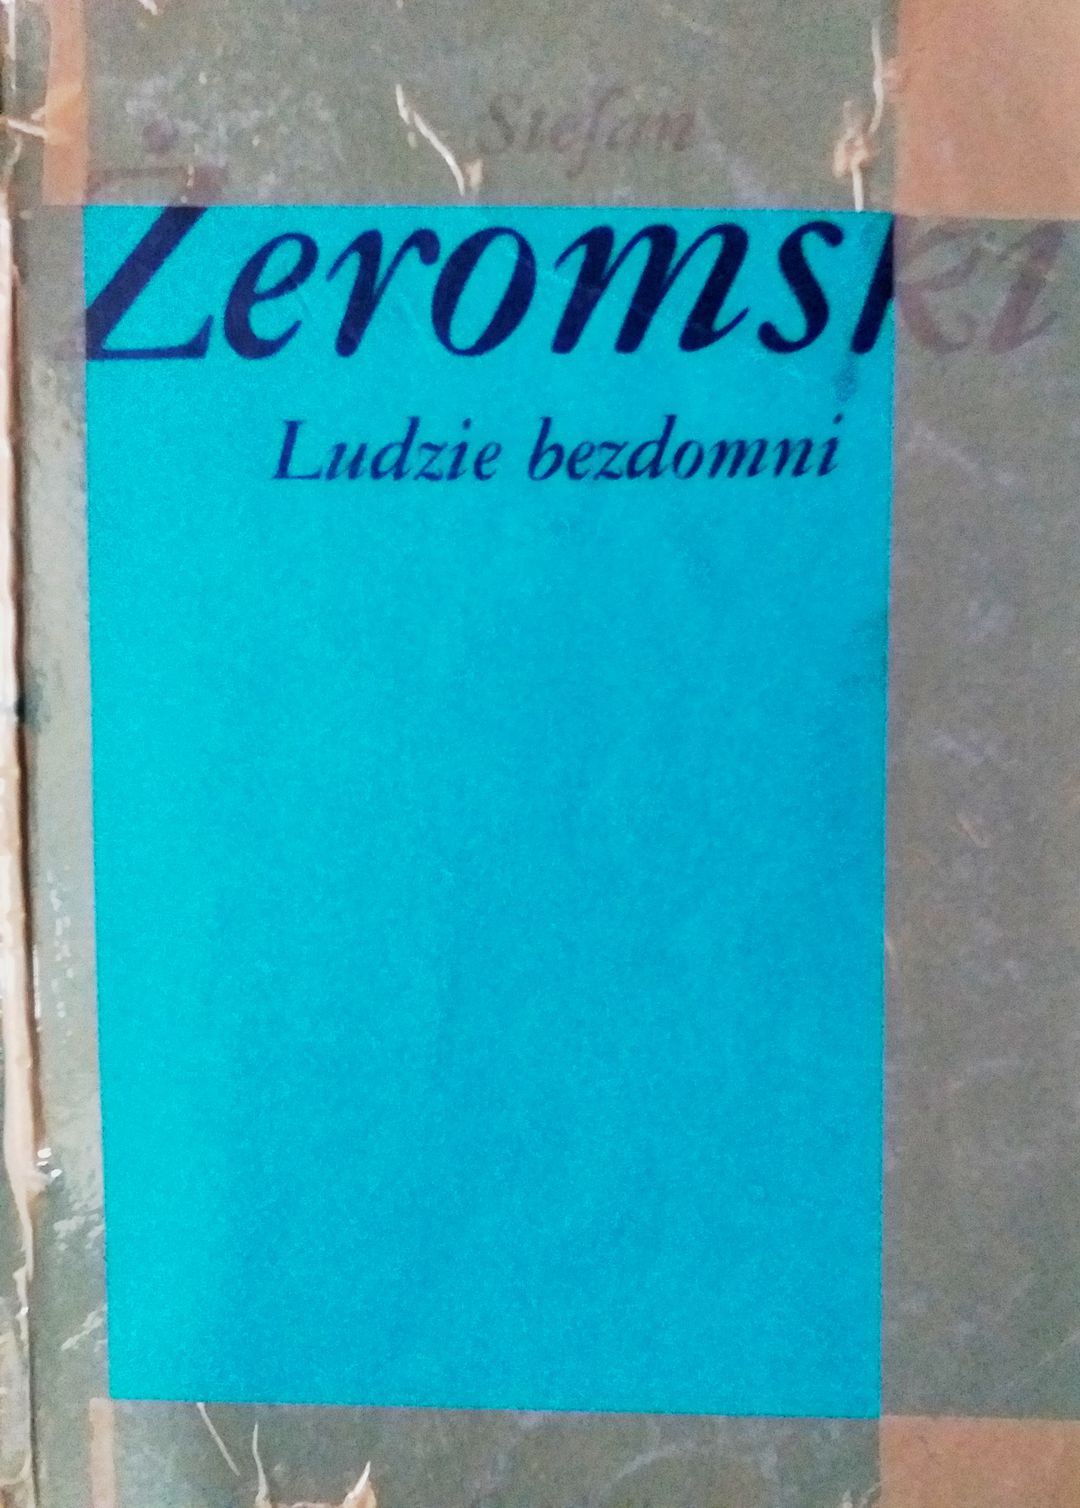 Stefan
Żeromski
Ludzie bezdomni